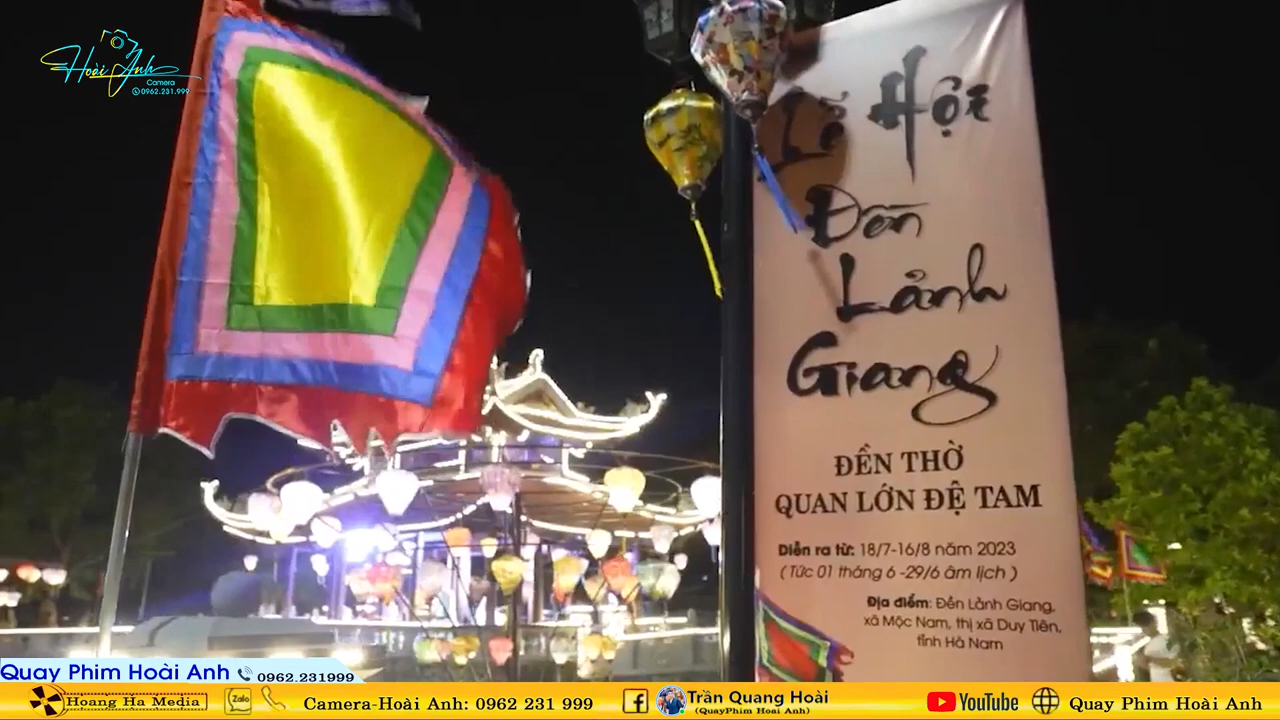 Hoài Anh
Camera
0962.231.999
Lễ Hội
Đền
Lảnh
Giang
ĐỀN THỜ
QUAN LỚN ĐỆ TAM
Diễn ra từ: 18/7-16/8 năm 2023
( Tức 01 tháng 6 -29/6 âm lịch )
Địa điểm: Đền Lảnh Giang,
xã Mộc Nam, thị xã Duy Tiên,
tỉnh Hà Nam
Quay Phim Hoài Anh 0962.231999
Hoang Ha Media
Zalo
Camera-Hoài Anh: 0962 231 999
Trần Quang Hoài
(QuayPhim Hoai Anh)
YouTube
Quay Phim Hoài Anh